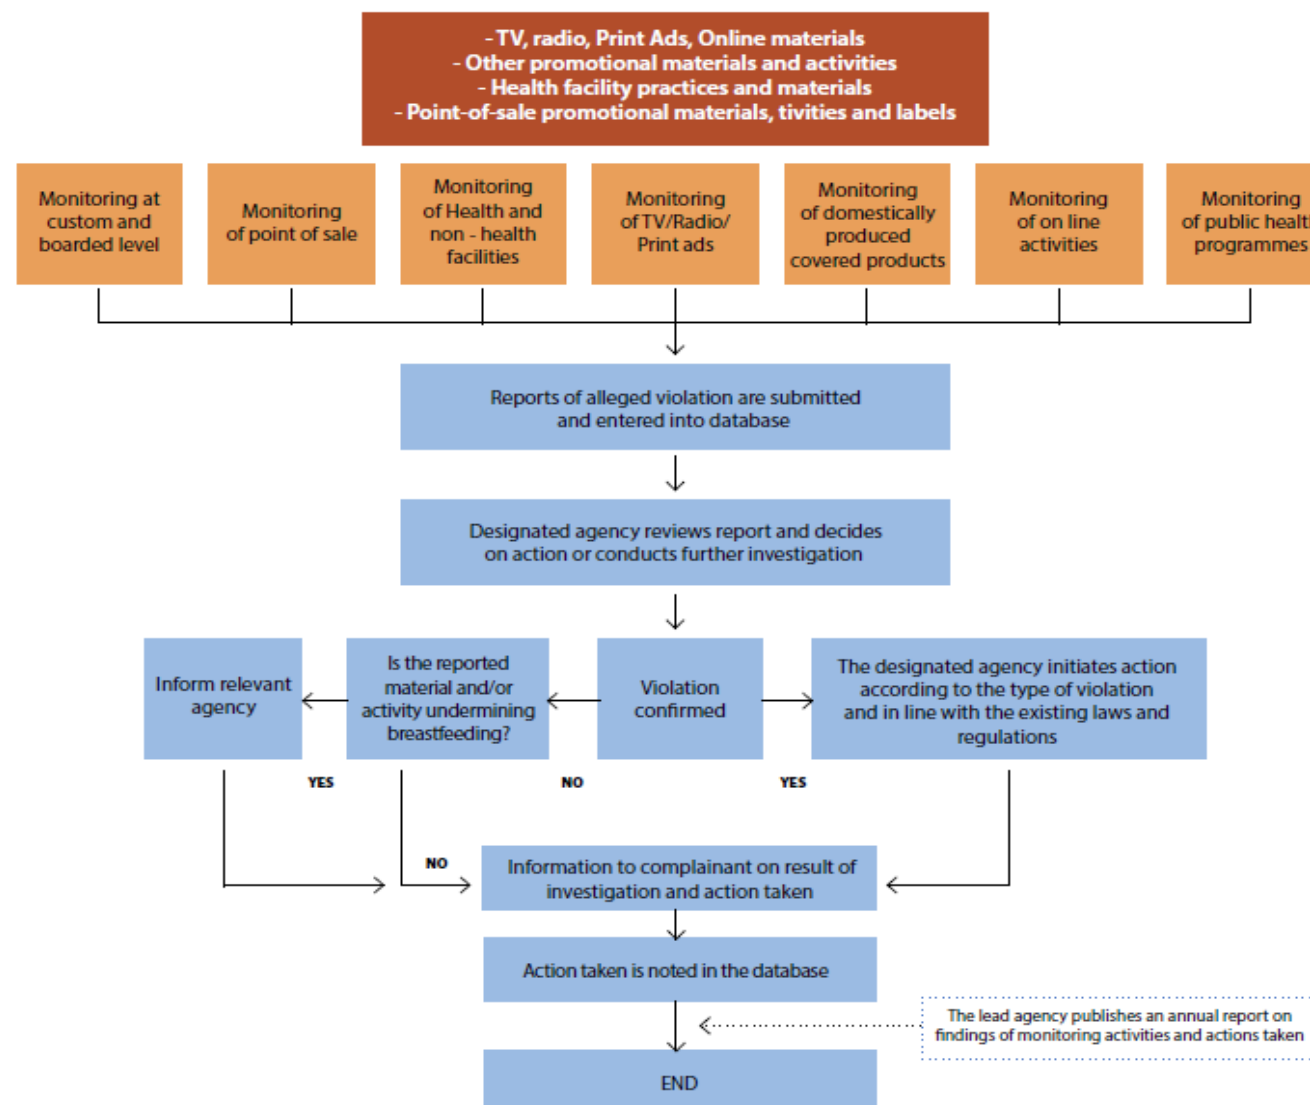 - TV, radio, Print Ads, Online materials
- Other promotional materials and activities
- Health facility practices and materials
- Point-of-sale promotional materials, tivities and labels
Monitoring at
custom and
boarded level
Monitoring
of point of sale
Monitoring
of Health and
non - health
facilities
Monitoring
of TV/Radio/
Print ads
Monitoring
of domestically
produced
covered products
Monitoring
of on line
activities
Monitoring
of public health
programmes
Reports of alleged violation are submitted
and entered into database
Designated agency reviews report and decides
on action or conducts further investigation
Inform relevant
agency
Is the reported
material and/or
activity undermining
breastfeeding?
Violation
confirmed
The designated agency initiates action
according to the type of violation
and in line with the existing laws and
regulations
YES
NO
YES
NO
Information to complainant on result of
investigation and action taken
Action taken is noted in the database
The lead agency publishes an annual report on
findings of monitoring activities and actions taken
END